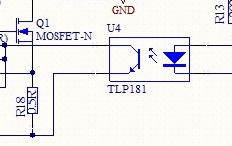 Q1
MOSFET-N
GND
R13
U4
TLP181
R18
0.5R